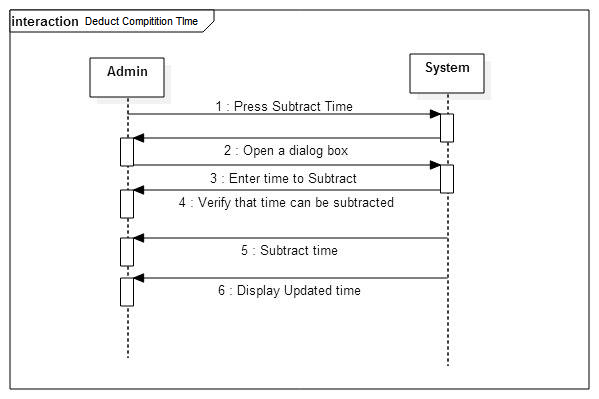 interaction Deduct Compitition TIme
Admin
System
1 : Press Subtract Time
2 : Open a dialog box
3 : Enter time to Subtract
4 : Verify that time can be subtracted
5 : Subtract time
6 : Display Updated time